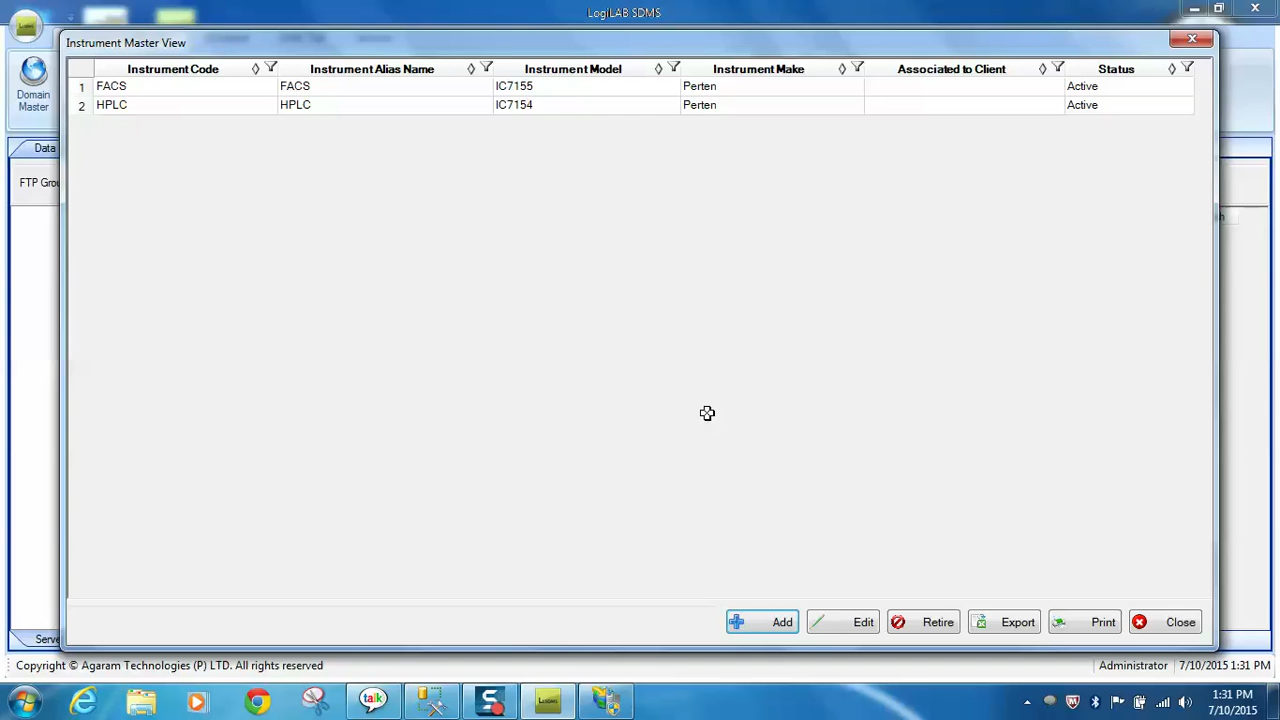 LogiLAB SDMS
Instrument Master View
Instrument Code Instrument Alias Name Instrument Model Instrument Make Associated to Client Status
1 FACS FACS IC7155 Perten Active
2 HPLC HPLC IC7154 Perten Active
Domain
Master
Data
FTP Grou
Add Edit Retire Export Print Close
Serve
Copyright © Agaram Technologies (P) LTD. All rights reserved Administrator 7/10/2015 1:31 PM
talk
1:31 PM
7/10/2015